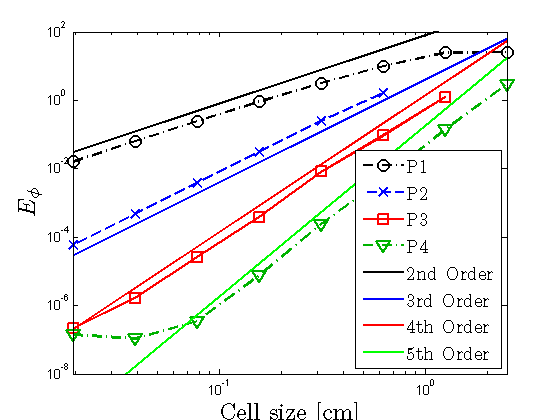 10^2
10^0
10^-2
10^-4
10^-6
10^-8
E_ϕ
P1
P2
P3
P4
2nd Order
3rd Order
4th Order
5th Order
10^-1
10^0
Cell size [cm]